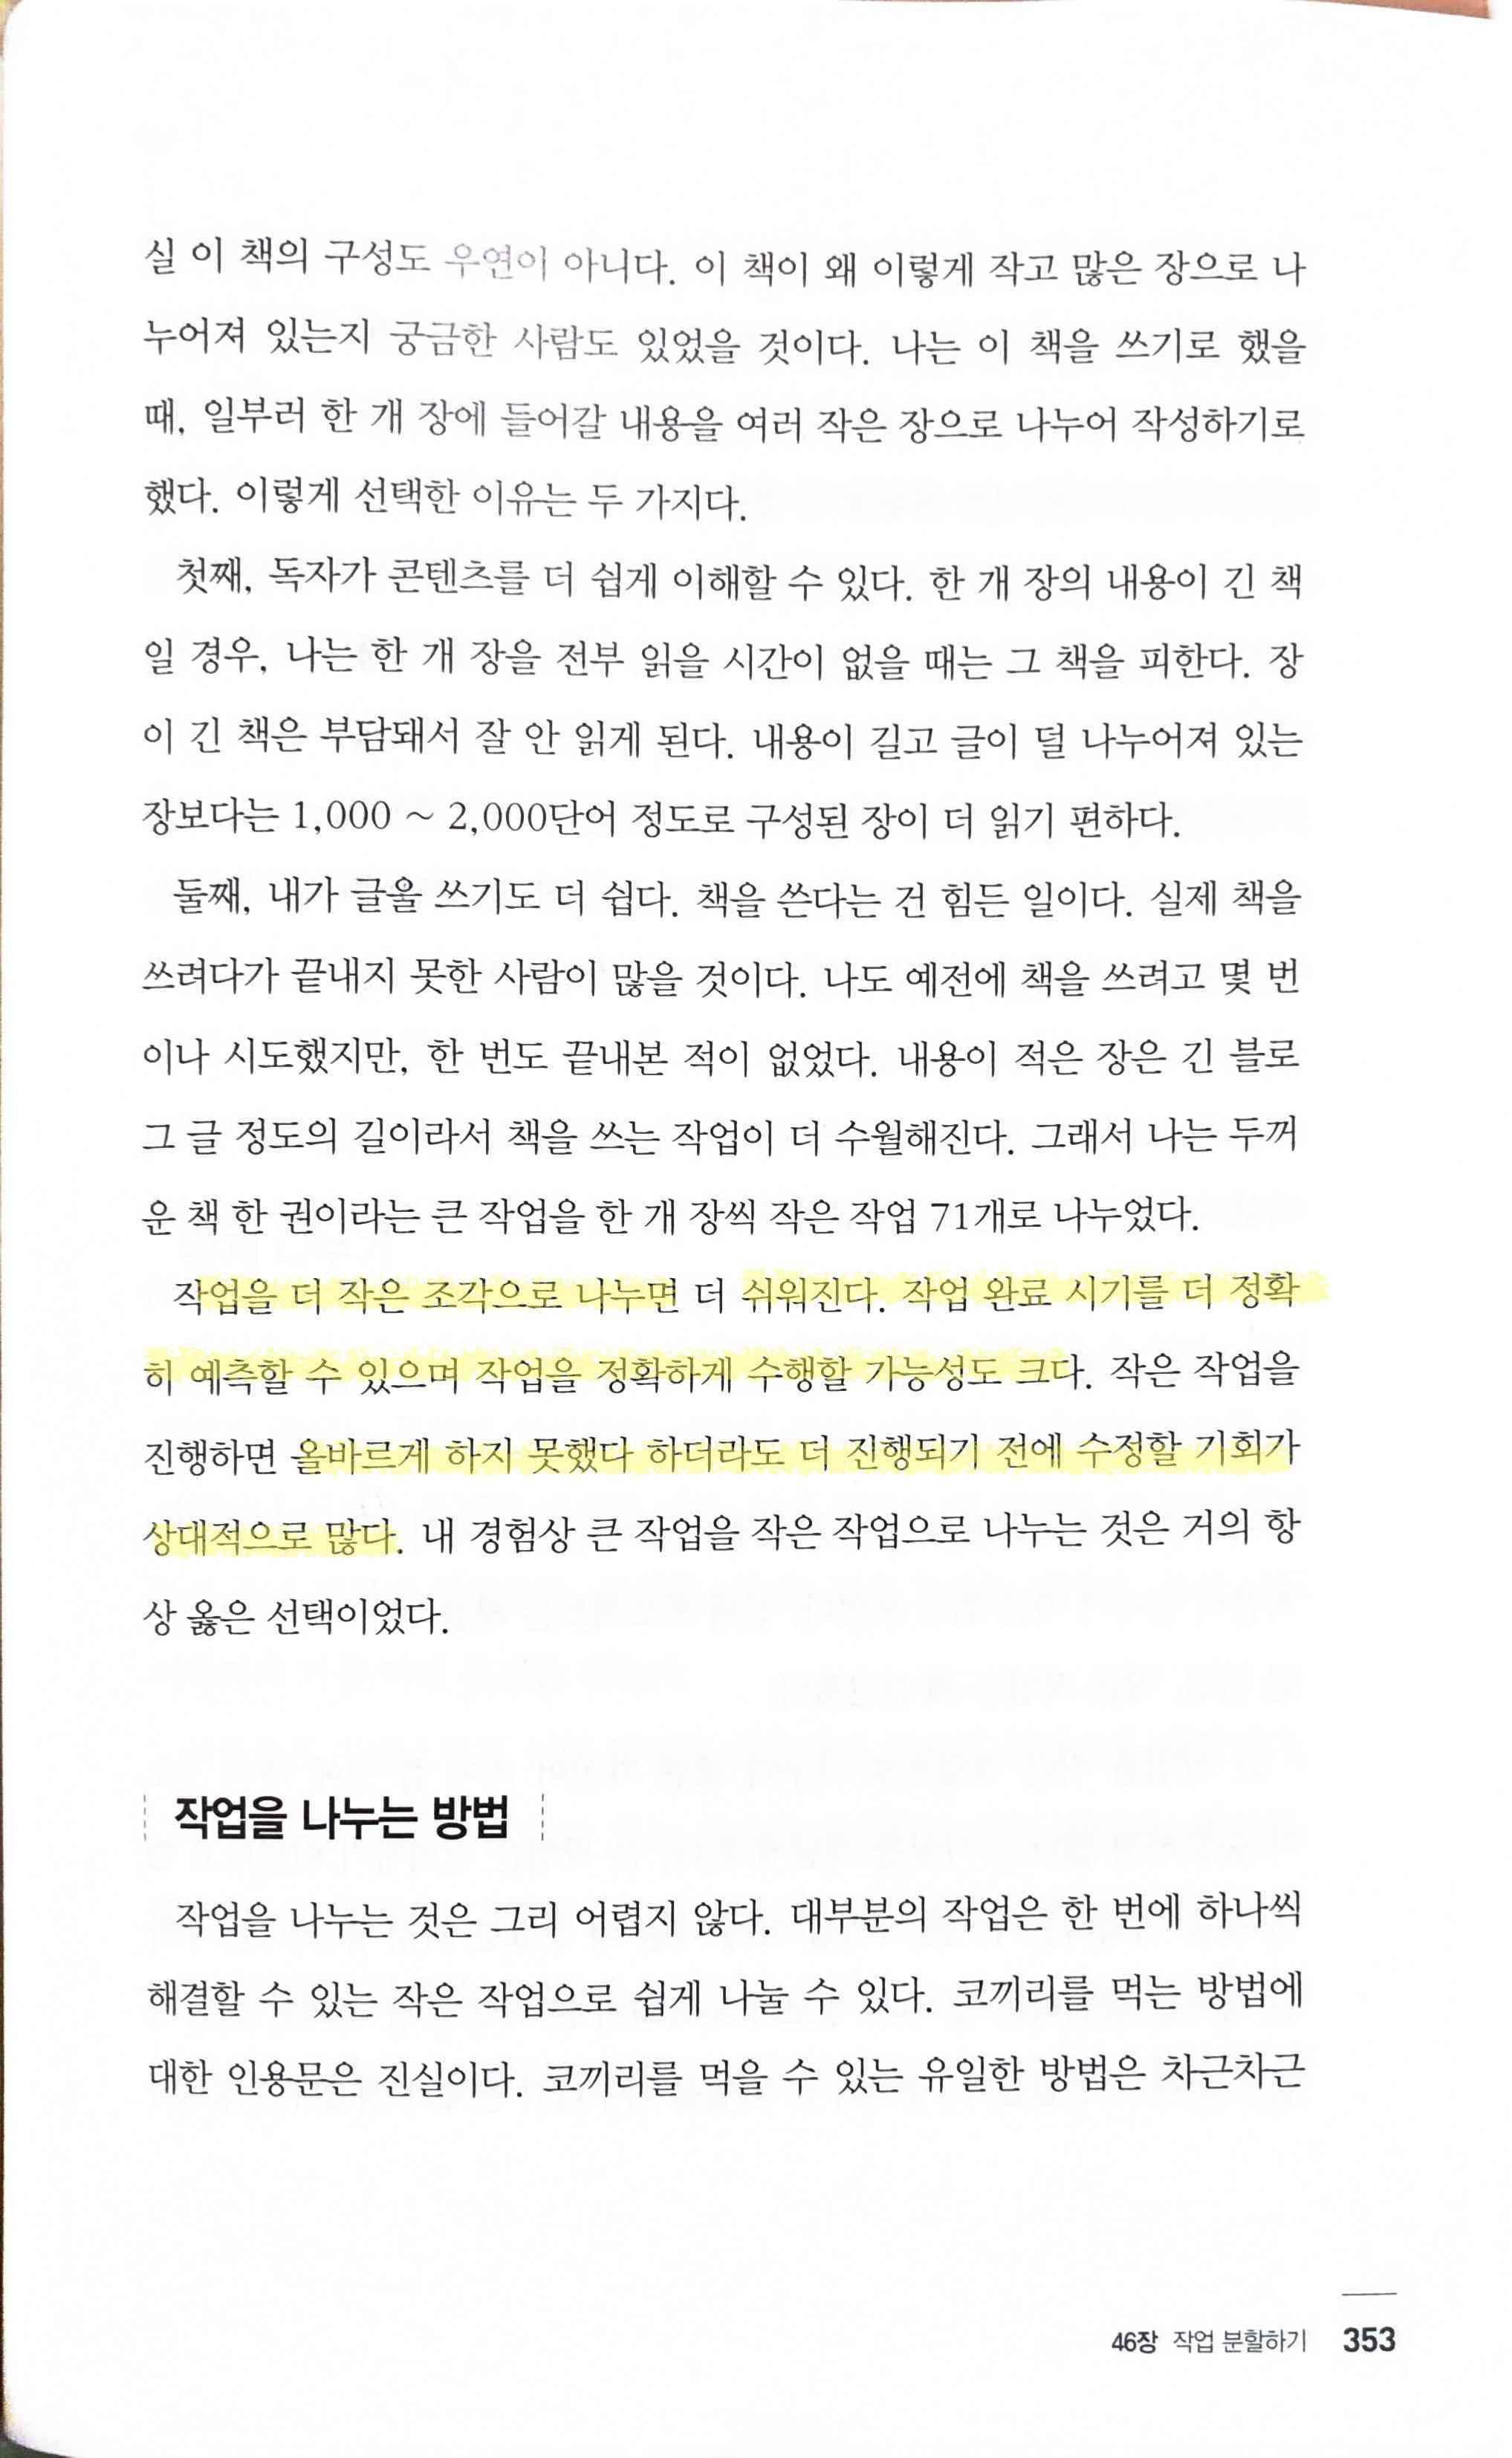 실 이 책의 구성도 우연이 아니다. 이 책이 왜 이렇게 작고 많은 장으로 나
누어져 있는지 궁금한 사람도 있었을 것이다. 나는 이 책을 쓰기로 했을
때, 일부러 한 개 장에 들어갈 내용을 여러 작은 장으로 나누어 작성하기로
했다. 이렇게 선택한 이유는 두 가지다.
첫째, 독자가 콘텐츠를 더 쉽게 이해할 수 있다. 한 개 장의 내용이 긴 책
일 경우, 나는 한 개 장을 전부 읽을 시간이 없을 때는 그 책을 피한다. 장
이 긴 책은 부담돼서 잘 안 읽게 된다. 내용이 길고 글이 덜 나누어져 있는
장보다는 1,000 ~ 2,000단어 정도로 구성된 장이 더 읽기 편하다.
둘째, 내가 글을 쓰기도 더 쉽다. 책을 쓴다는 건 힘든 일이다. 실제 책을
쓰려다가 끝내지 못한 사람이 많을 것이다. 나도 예전에 책을 쓰려고 몇 번
이나 시도했지만, 한 번도 끝내본 적이 없었다. 내용이 적은 장은 긴 블로
그 글 정도의 길이라서 책을 쓰는 작업이 더 수월해진다. 그래서 나는 두꺼
운 책 한 권이라는 큰 작업을 한 개 장씩 작은 작업 71개로 나누었다.
작업을 더 작은 조각으로 나누면 더 쉬워진다. 작업 완료 시기를 더 정확
히 예측할 수 있으며 작업을 정확하게 수행할 가능성도 크다. 작은 작업을
진행하면 올바르게 하지 못했다 하더라도 더 진행되기 전에 수정할 기회가
상대적으로 많다. 내 경험상 큰 작업을 작은 작업으로 나누는 것은 거의 항
상 옳은 선택이었다.
작업을 나누는 방법
작업을 나누는 것은 그리 어렵지 않다. 대부분의 작업은 한 번에 하나씩
해결할 수 있는 작은 작업으로 쉽게 나눌 수 있다. 코끼리를 먹는 방법에
대한 인용문은 진실이다. 코끼리를 먹을 수 있는 유일한 방법은 차근차근
46장 작업 분할하기 353